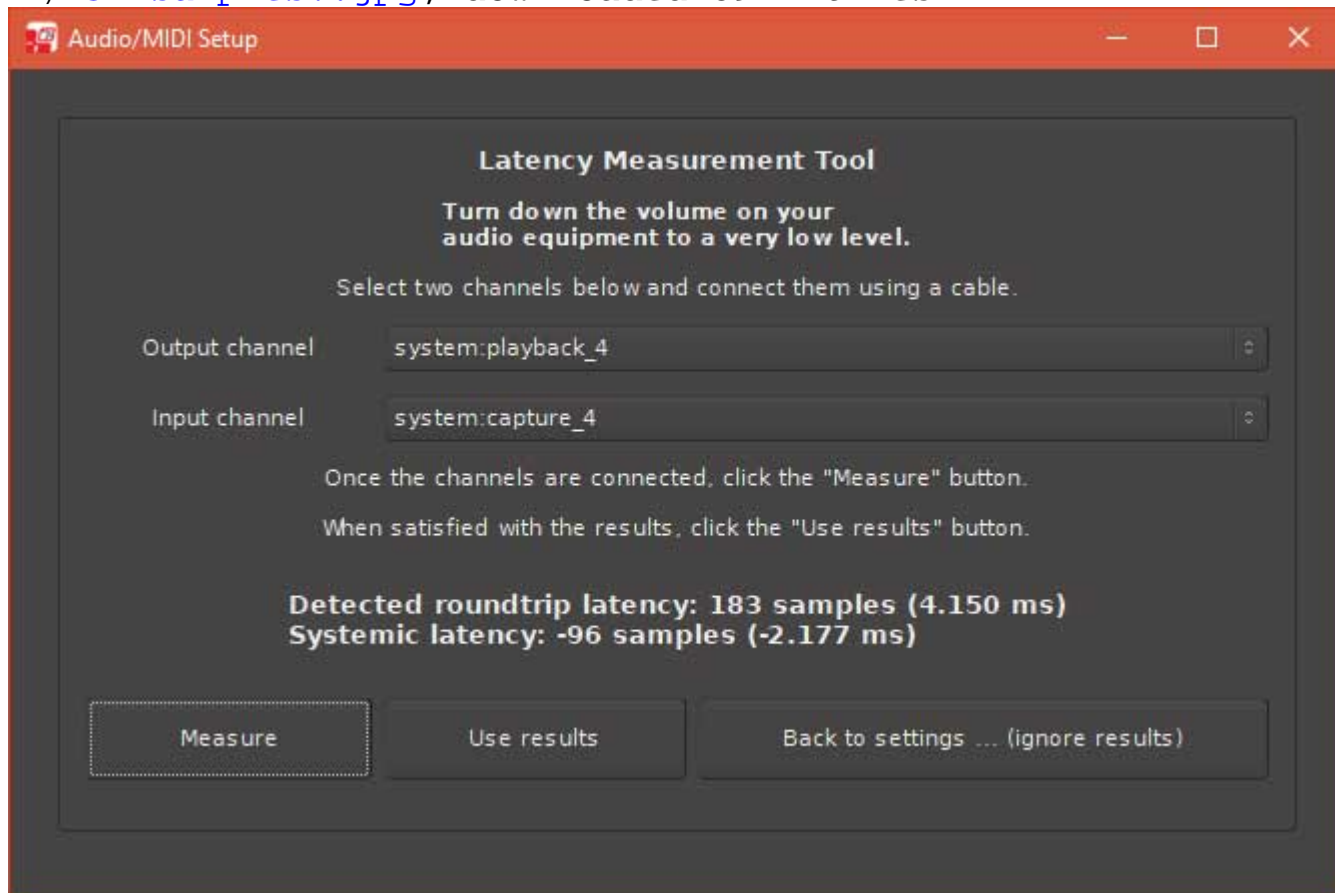 Audio/MIDI Setup
Latency Measurement Tool
Turn down the volume on your
audio equipment to a very low level.
Select two channels below and connect them using a cable.
Output channel system:playback_4
Input channel system:capture_4
Once the channels are connected, click the "Measure" button.
When satisfied with the results, click the "Use results" button.
Detected roundtrip latency: 183 samples (4.150 ms)
Systemic latency: -96 samples (-2.177 ms)
Measure Use results Back to settings ... (ignore results)